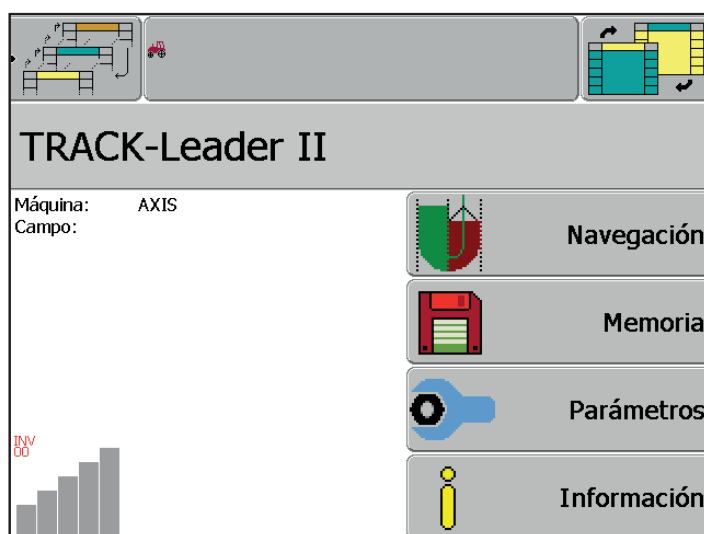 TRACK-Leader II
Máquina: AXIS
Campo:
Navegación
Memoria
Parámetros
Información
INV
00